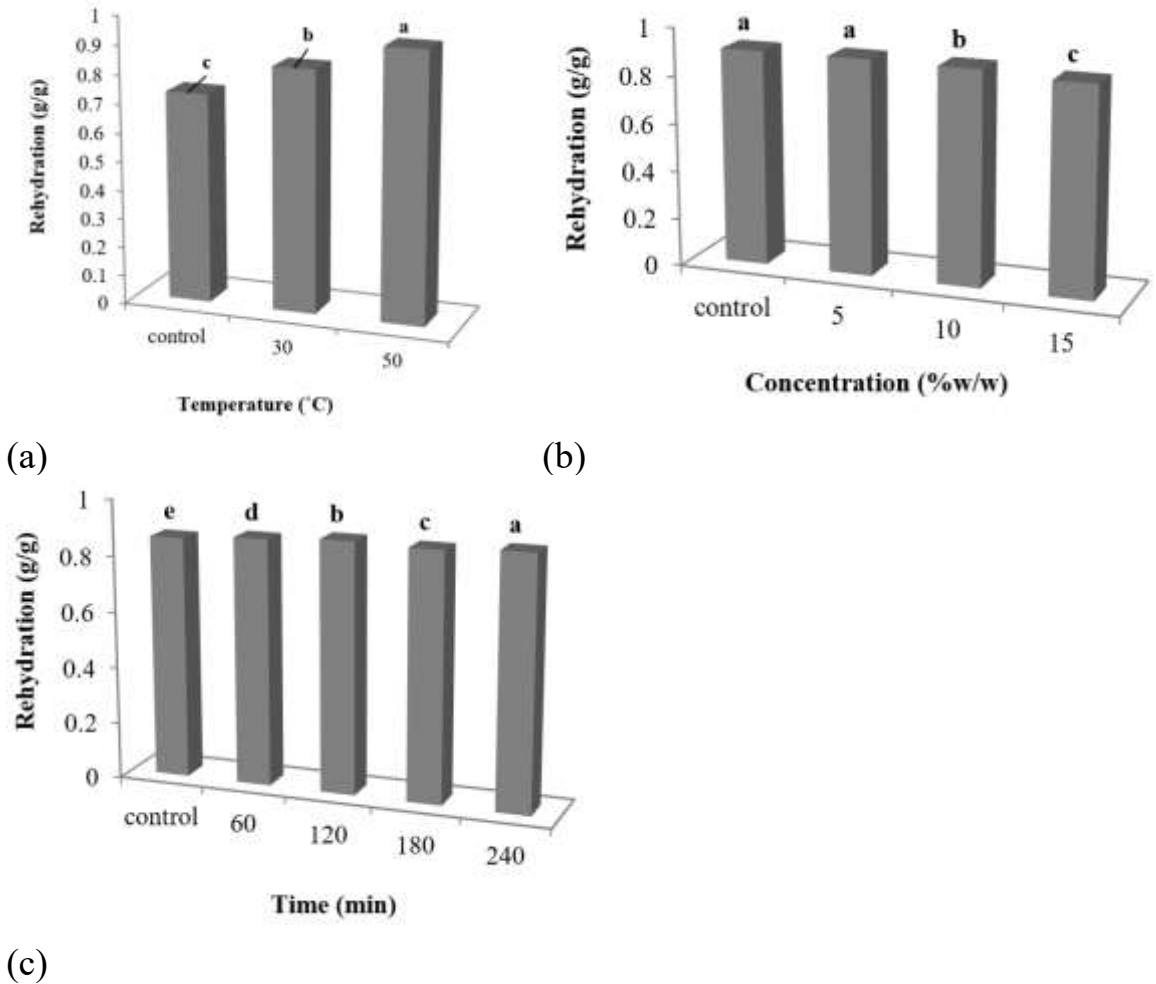 1
0.9
0.8
0.7
0.6
0.5
0.4
0.3
0.2
0.1
0
Rehydration (g/g)
c
b
a
control
30
50
Temperature (˚C)
(a)
1
0.8
0.6
0.4
0.2
0
Rehydration (g/g)
a
a
b
c
control
5
10
15
Concentration (%w/w)
(b)
1
0.8
0.6
0.4
0.2
0
Rehydration (g/g)
e
d
b
c
a
control
60
120
180
240
Time (min)
(c)